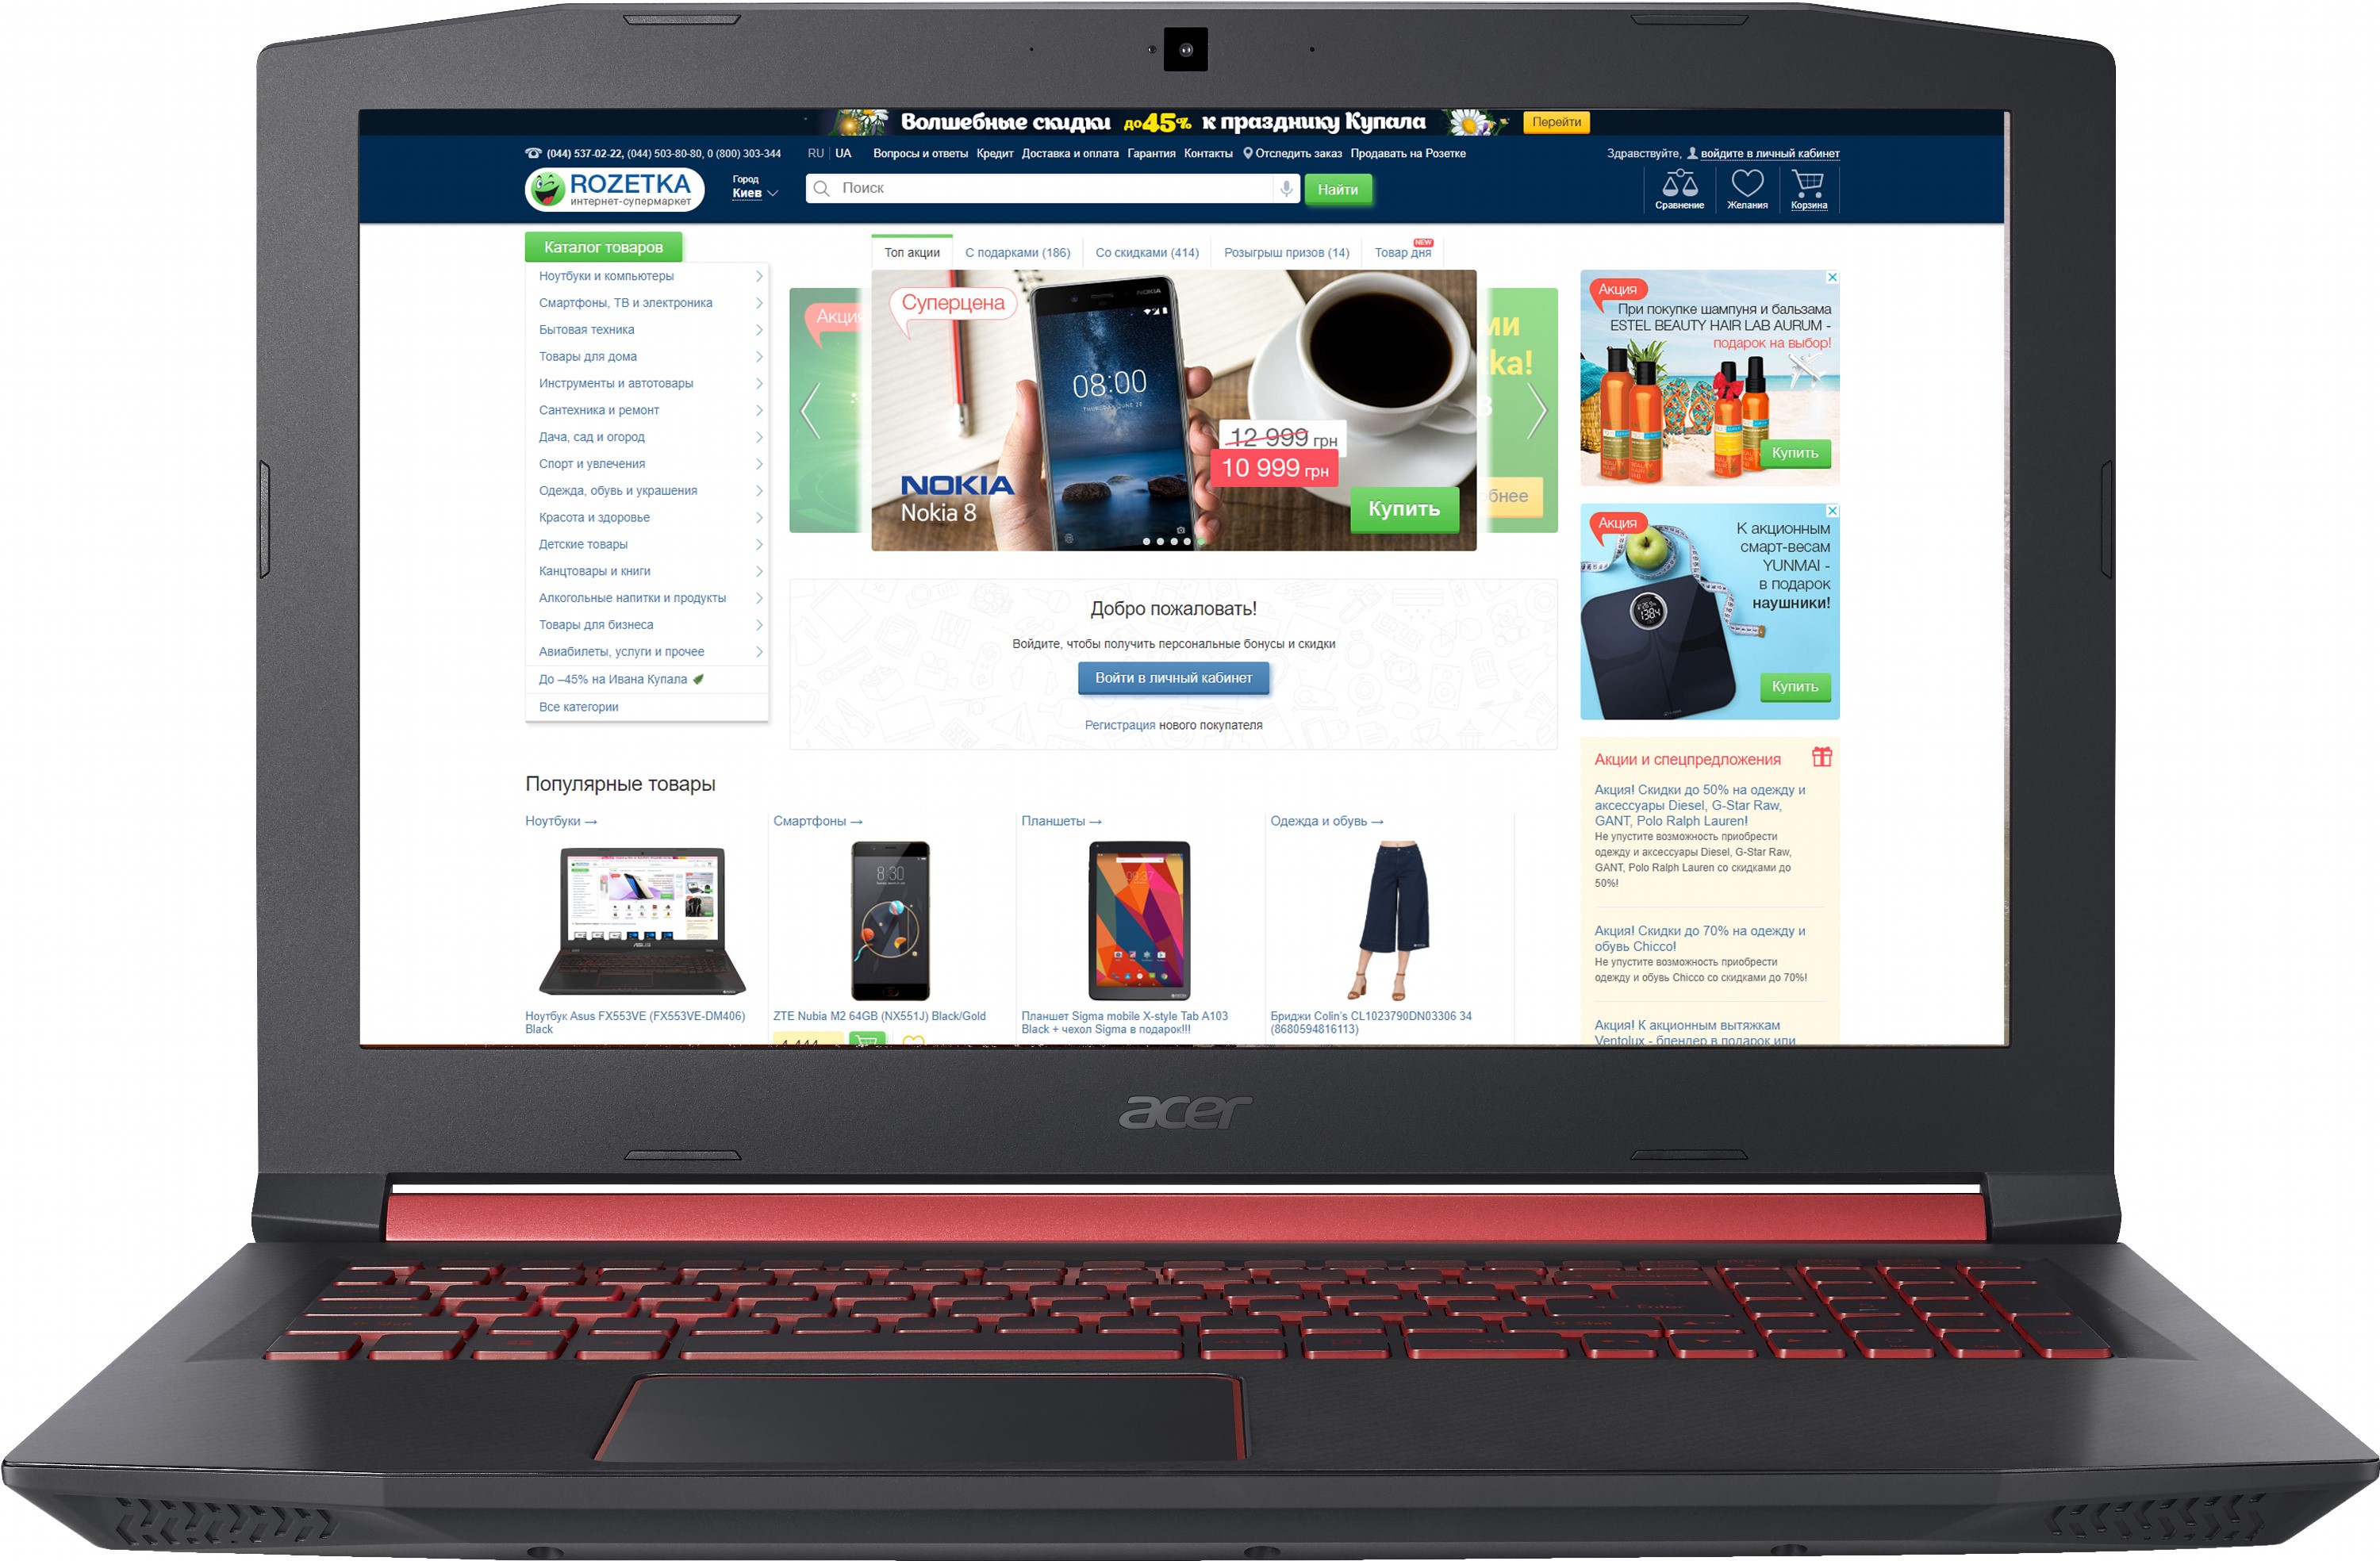 Волшебные скидки до 45% к празднику Купала Перейти
(044) 537-02-22, (044) 503-80-80, 0 (800) 303-344 RU UA Вопросы и ответы Кредит Доставка и оплата Гарантия Контакты Отследить заказ Продавать на Розетке Здравствуйте, войдите в личный кабинет
ROZETKA
интернет-супермаркет
Город
Киев
Поиск
Найти
Сравнение Желания Корзина
Каталог товаров
Ноутбуки и компьютеры
Смартфоны, ТВ и электроника
Бытовая техника
Товары для дома
Инструменты и автотовары
Сантехника и ремонт
Дача, сад и огород
Спорт и увлечения
Одежда, обувь и украшения
Красота и здоровье
Детские товары
Канцтовары и книги
Алкогольные напитки и продукты
Товары для бизнеса
Авиабилеты, услуги и прочее
До –45% на Ивана Купала
Все категории
Топ акции С подарками (186) Со скидками (414) Розыгрыш призов (14) Товар дня NEW
Акция
Суперцена
NOKIA
08:00
12 999 грн
10 999 грн
NOKIA
Nokia 8
Купить
ми
ka!
бнее
Добро пожаловать!
Войдите, чтобы получить персональные бонусы и скидки
Войти в личный кабинет
Регистрация нового покупателя
Акция
При покупке шампуня и бальзама
ESTEL BEAUTY HAIR LAB AURUM -
подарок на выбор!
Купить
Акция
К акционным
смарт-весам
YUNMAI -
в подарок
наушники!
Купить
Акции и спецпредложения
Акция! Скидки до 50% на одежду и
аксессуары Diesel, G-Star Raw,
GANT, Polo Ralph Lauren!
Не упустите возможность приобрести
одежду и аксессуары Diesel, G-Star Raw,
GANT, Polo Ralph Lauren со скидками до
50%!
Акция! Скидки до 70% на одежду и
обувь Chicco!
Не упустите возможность приобрести
одежду и обувь Chicco со скидками до 70%!
Акция! К акционным вытяжкам
Ventolux - блендер в подарок или
Популярные товары
Ноутбуки →
Смартфоны →
Планшеты →
Одежда и обувь →
8:30
09:37
Ноутбук Asus FX553VE (FX553VE-DM406)
Black
ZTE Nubia M2 64GB (NX551J) Black/Gold
Планшет Sigma mobile X-style Tab A103
Black + чехол Sigma в подарок!!!
Бриджи Colin's CL1023790DN03306 34
(8680594816113)
acer
Enter